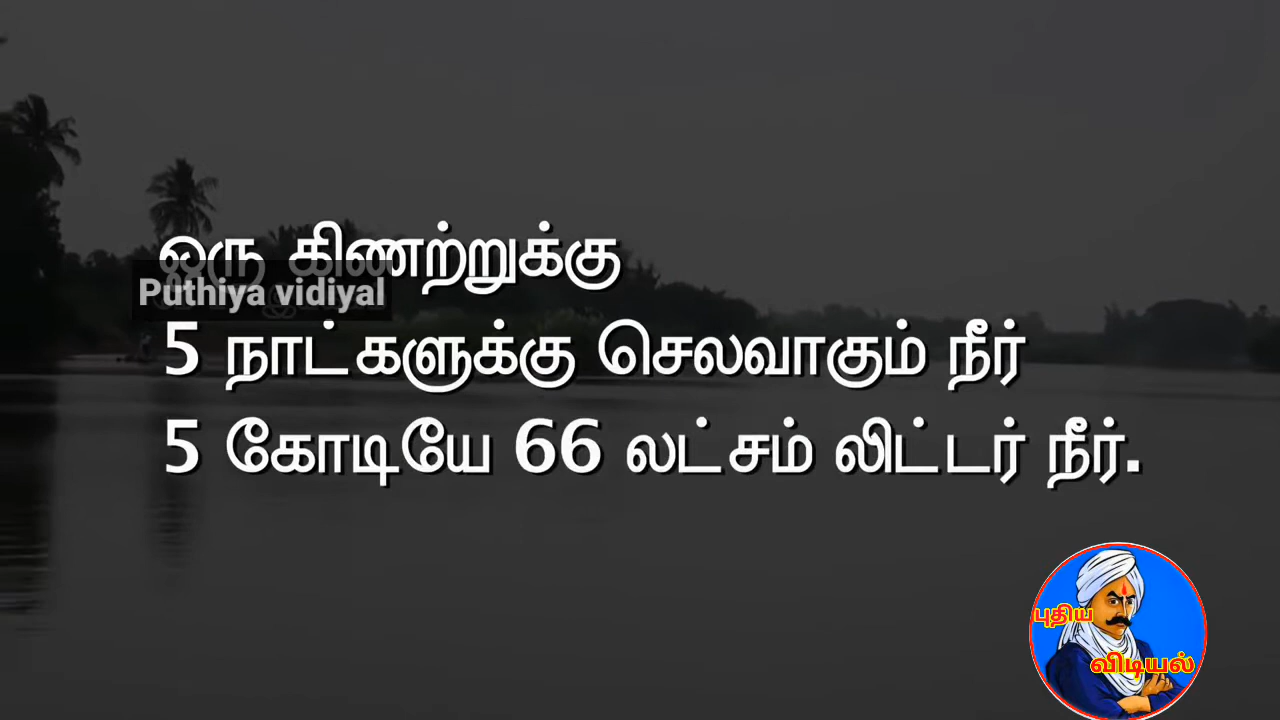 ஒரு கிணற்றுக்கு
Puthiya vidiyal
5 நாட்களுக்கு செலவாகும் நீர்
5 கோடியே 66 லட்சம் லிட்டர் நீர்.
புதிய
விடியல்